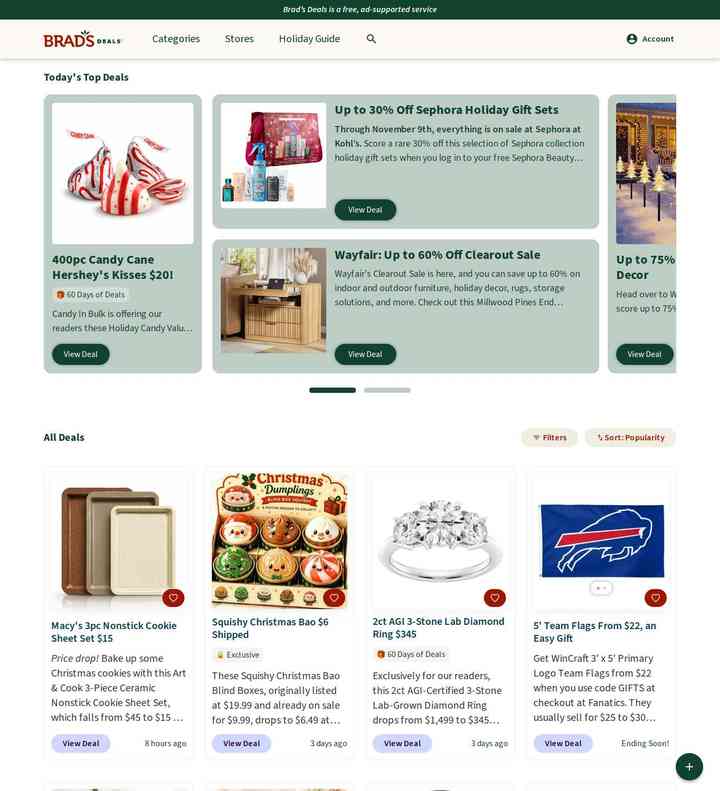 Brad's Deals is a free, ad-supported service
BRAD'S DEALS
Categories
Stores
Holiday Guide
Account
Today's Top Deals
CANDY CANE
400pc Candy Cane
Hershey's Kisses $20!
60 Days of Deals
Candy In Bulk is offering our
readers these Holiday Candy Valu...
View Deal
Up to 30% Off Sephora Holiday Gift Sets
Through November 9th, everything is on sale at Sephora at
Kohl's. Score a rare 30% off this selection of Sephora collection
holiday gift sets when you log in to your free Sephora Beauty...
View Deal
Wayfair: Up to 60% Off Clearout Sale
Wayfair's Clearout Sale is here, and you can save up to 60% on
indoor and outdoor furniture, holiday decor, rugs, storage
solutions, and more. Check out this Millwood Pines End...
View Deal
Up to 75%
Decor
Head over to W
score up to 75%
View Deal
All Deals
Filters
Sort: Popularity
Macy's 3pc Nonstick Cookie
Sheet Set $15
Price drop! Bake up some
Christmas cookies with this Art
& Cook 3-Piece Ceramic
Nonstick Cookie Sheet Set,
which falls from $45 to $15 ...
View Deal
8 hours ago
Christmas
Dumplings
Squishy Christmas Bao $6
Shipped
Exclusive
These Squishy Christmas Bao
Blind Boxes, originally listed
at $19.99 and already on sale
for $9.99, drops to $6.49 at...
View Deal
3 days ago
2ct AGI 3-Stone Lab Diamond
Ring $345
60 Days of Deals
Exclusively for our readers,
this 2ct AGI-Certified 3-Stone
Lab-Grown Diamond Ring
drops from $1,499 to $345...
View Deal
3 days ago
5' Team Flags From $22, an
Easy Gift
Get WinCraft 3' x 5' Primary
Logo Team Flags from $22
when you use code GIFTS at
checkout at Fanatics. They
usually sell for $25 to $30...
View Deal
Ending Soon!